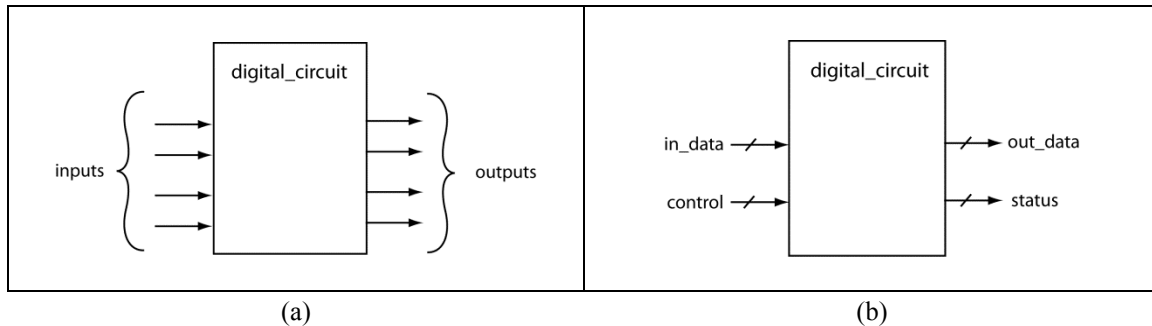 digital_circuit
inputs
outputs
(a)
digital_circuit
in_data
out_data
control
status
(b)